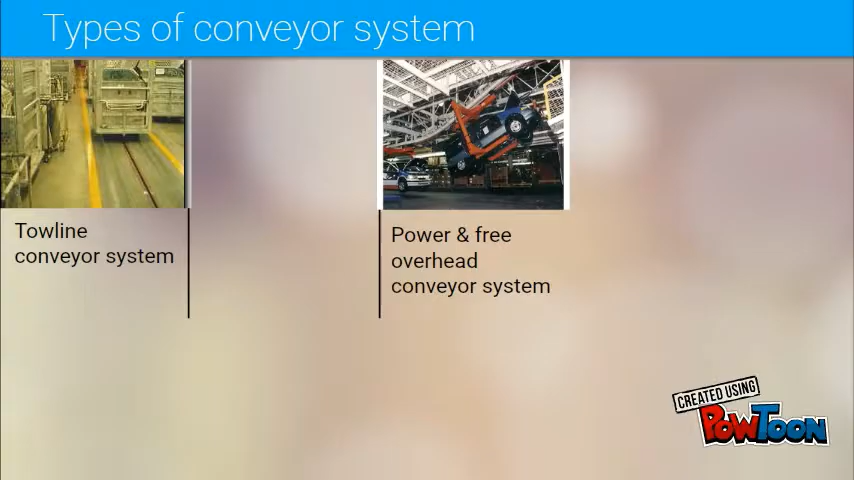 Types of conveyor system
Towline
conveyor system
Power & free
overhead
conveyor system
CREATED USING
POWTOON